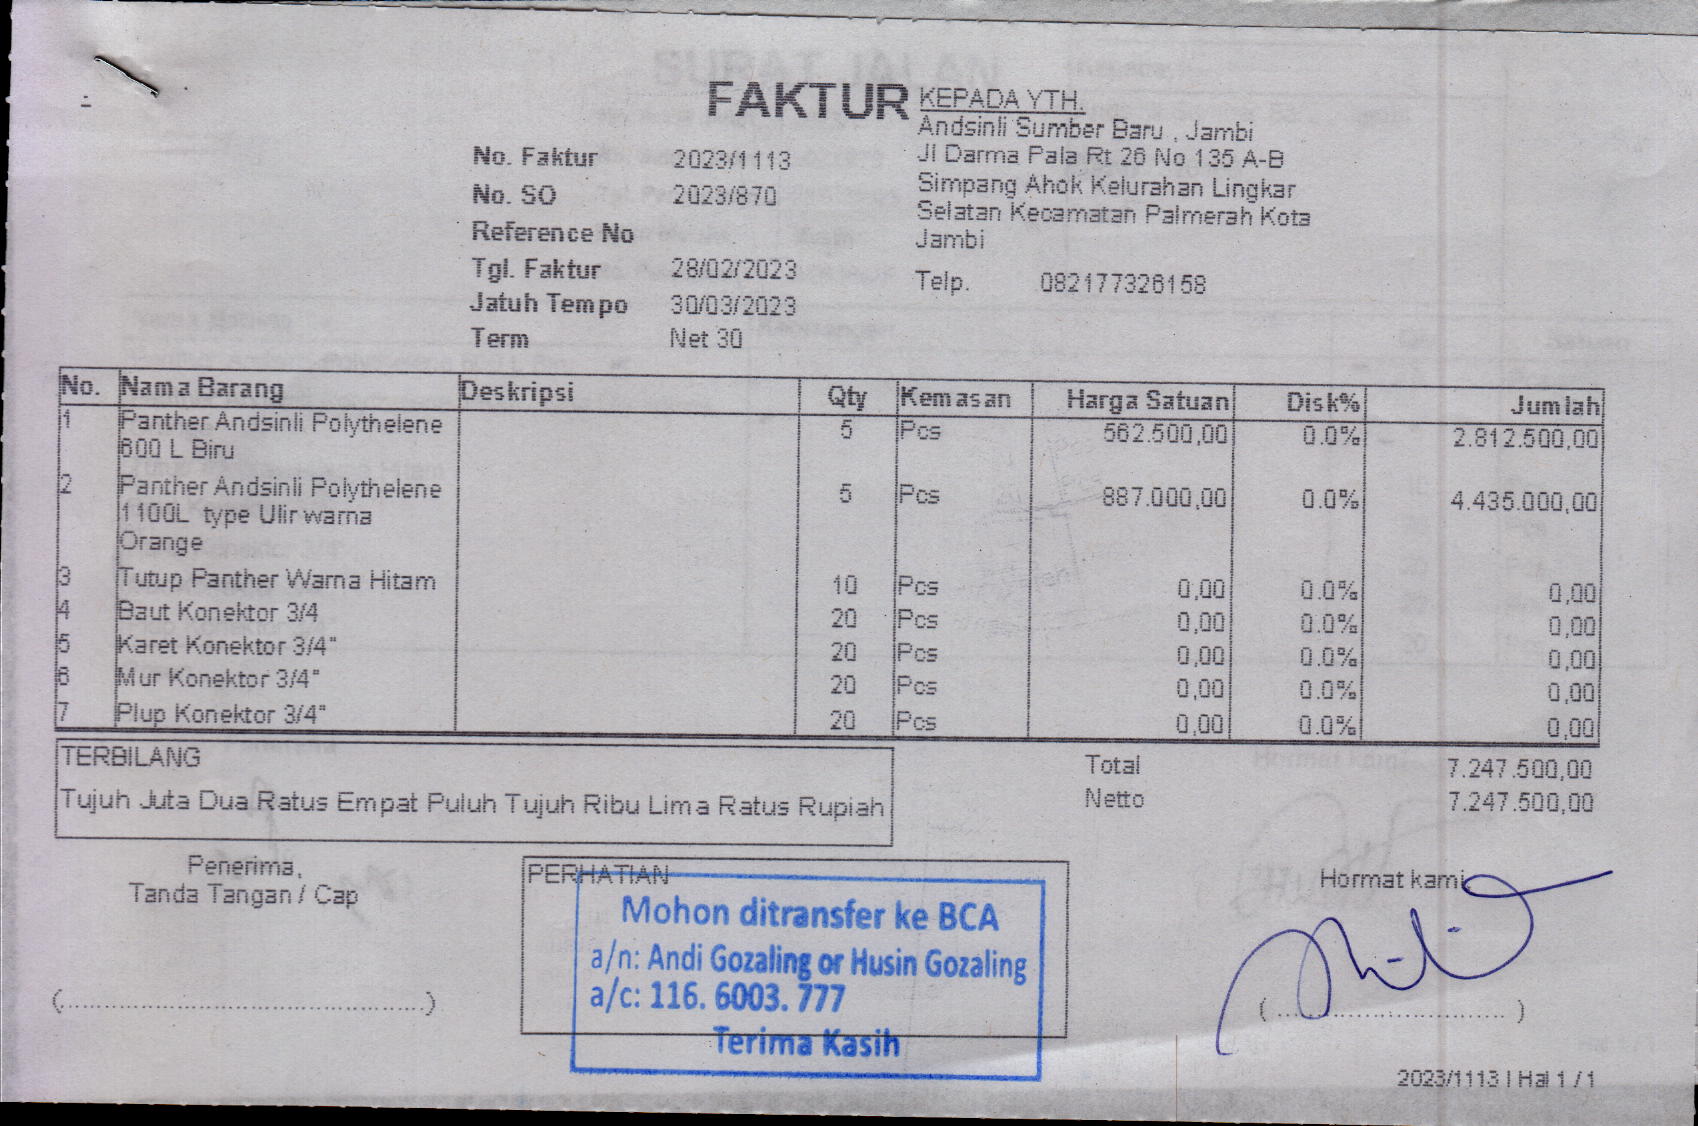 FAKTUR
KEPADA YTH.
Andsinli Sumber Baru , Jambi
Jl Darma Pala Rt 26 No 135 A-B
Simpang Ahok Kelurahan Lingkar
Selatan Kecamatan Palmerah Kota
Jambi
Telp. 082177326158
No. Faktur 2023/1113
No. SO 2023/870
Reference No
Tgl. Faktur 28/02/2023
Jatuh Tempo 30/03/2023
Term Net 30
No. Nama Barang Deskripsi Qty Kemasan Harga Satuan Disk% Jumlah
1 Panther Andsinli Polythelene 5 Pcs 562.500,00 0.0% 2.812.500,00
600 L Biru
2 Panther Andsinli Polythelene 5 Pcs 887.000,00 0.0% 4.435.000,00
1100L type Ulir warna
Orange
3 Tutup Panther Warna Hitam 10 Pcs 0,00 0.0% 0,00
4 Baut Konektor 3/4 20 Pcs 0,00 0.0% 0,00
5 Karet Konektor 3/4" 20 Pcs 0,00 0.0% 0,00
6 Mur Konektor 3/4" 20 Pcs 0,00 0.0% 0,00
7 Plup Konektor 3/4" 20 Pcs 0,00 0.0% 0,00
TERBILANG
Tujuh Juta Dua Ratus Empat Puluh Tujuh Ribu Lima Ratus Rupiah
Total 7.247.500,00
Netto 7.247.500,00
Penerima,
Tanda Tangan / Cap
(..............................................)
PERHATIAN
Mohon ditransfer ke BCA
a/n: Andi Gozaling or Husin Gozaling
a/c: 116. 6003. 777
Terima Kasih
Hormat kami
(................................)
2023/1113 | Hal 1 / 1